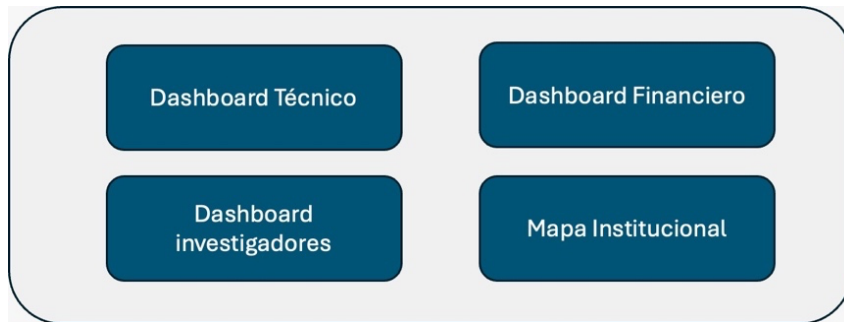 Dashboard Técnico
Dashboard Financiero
Dashboard
investigadores
Mapa Institucional